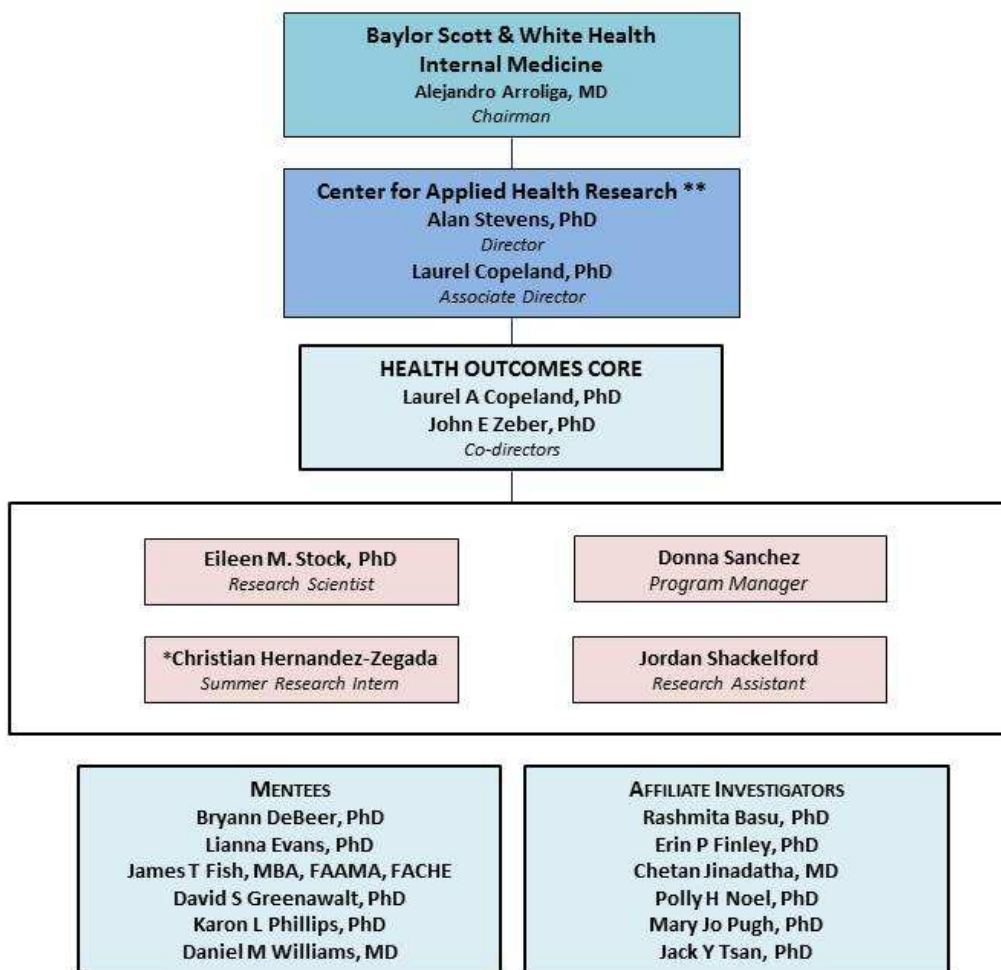 Baylor Scott & White Health
Internal Medicine
Alejandro Arroliga, MD
Chairman
Center for Applied Health Research **
Alan Stevens, PhD
Director
Laurel Copeland, PhD
Associate Director
HEALTH OUTCOMES CORE
Laurel A Copeland, PhD
John E Zeber, PhD
Co-directors
Eileen M. Stock, PhD
Research Scientist
Donna Sanchez
Program Manager
*Christian Hernandez-Zegada
Summer Research Intern
Jordan Shackelford
Research Assistant
MENTEES
Bryann DeBeer, PhD
Lianna Evans, PhD
James T Fish, MBA, FAAMA, FACHE
David S Greenawalt, PhD
Karon L Phillips, PhD
Daniel M Williams, MD
AFFILIATE INVESTIGATORS
Rashmita Basu, PhD
Erin P Finley, PhD
Chetan Jinadatha, MD
Polly H Noel, PhD
Mary Jo Pugh, PhD
Jack Y Tsan, PhD